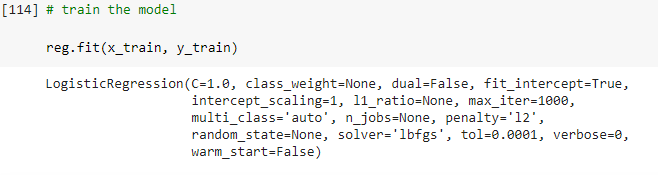 [114] # train the model
reg.fit(x_train, y_train)
LogisticRegression(C=1.0, class_weight=None, dual=False, fit_intercept=True,
intercept_scaling=1, l1_ratio=None, max_iter=1000,
multi_class='auto', n_jobs=None, penalty='l2',
random_state=None, solver='lbfgs', tol=0.0001, verbose=0,
warm_start=False)